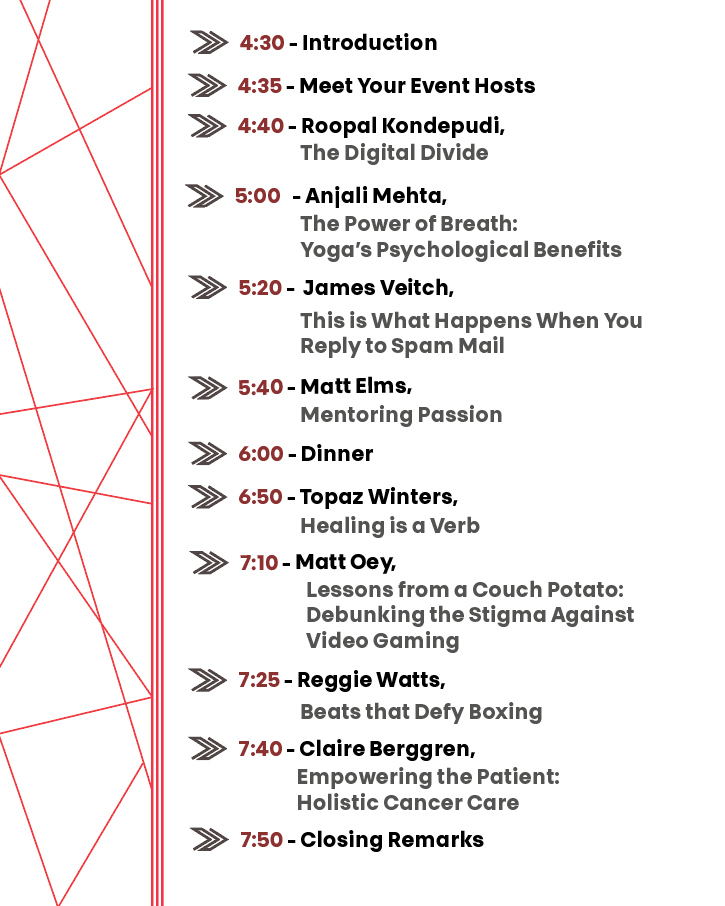 4:30 - Introduction
4:35 - Meet Your Event Hosts
4:40 - Roopal Kondepudi,
The Digital Divide
5:00 - Anjali Mehta,
The Power of Breath:
Yoga's Psychological Benefits
5:20 - James Veitch,
This is What Happens When You
Reply to Spam Mail
5:40 - Matt Elms,
Mentoring Passion
6:00 - Dinner
6:50 - Topaz Winters,
Healing is a Verb
7:10 - Matt Oey,
Lessons from a Couch Potato:
Debunking the Stigma Against
Video Gaming
7:25 - Reggie Watts,
Beats that Defy Boxing
7:40 - Claire Berggren,
Empowering the Patient:
Holistic Cancer Care
7:50 - Closing Remarks